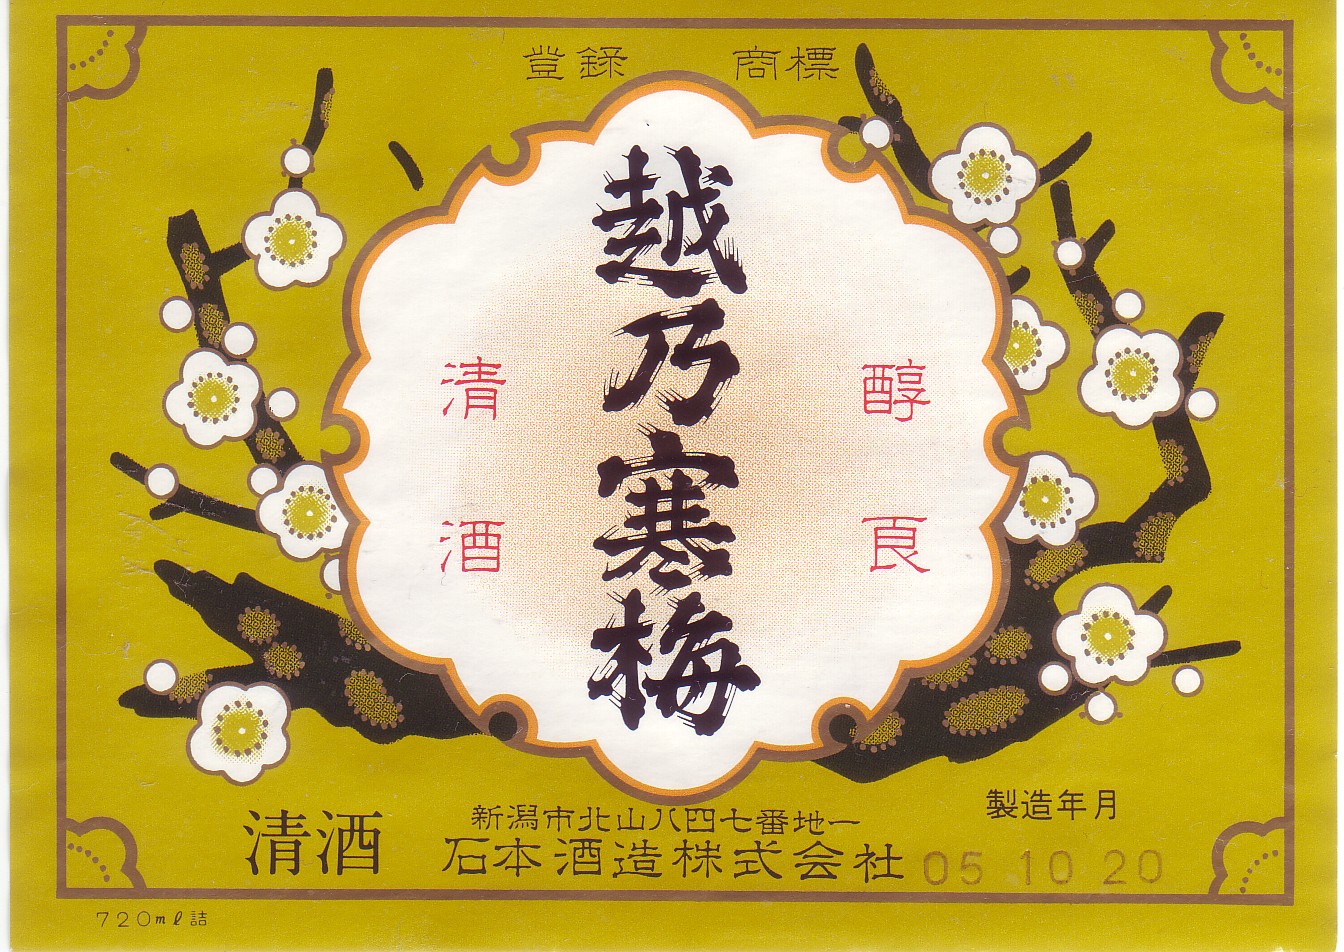 登録 商標
越乃寒梅
醇良
清酒
製造年月
清酒
新潟市北山八四七番地一
石本酒造株式会社
05 10 20
720ml詰